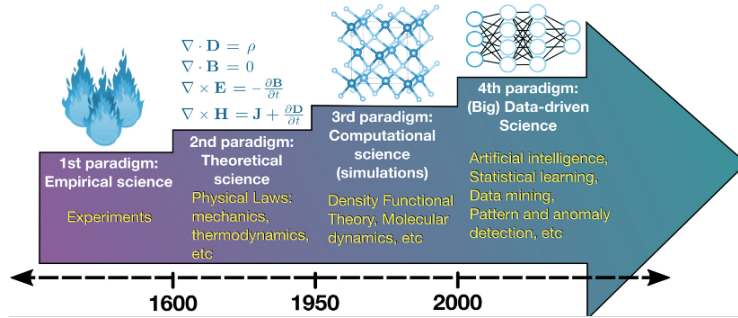 ∇ · D = ρ
∇ · B = 0
∇ × E = −∂B/∂t
∇ × H = J + ∂D/∂t
1st paradigm:
Empirical science
Experiments
2nd paradigm:
Theoretical
science
Physical Laws:
mechanics,
thermodynamics,
etc
3rd paradigm:
Computational
science
(simulations)
Density Functional
Theory, Molecular
dynamics, etc
4th paradigm:
(Big) Data-driven
Science
Artificial intelligence,
Statistical learning,
Data mining,
Pattern and anomaly
detection, etc
1600
1950
2000